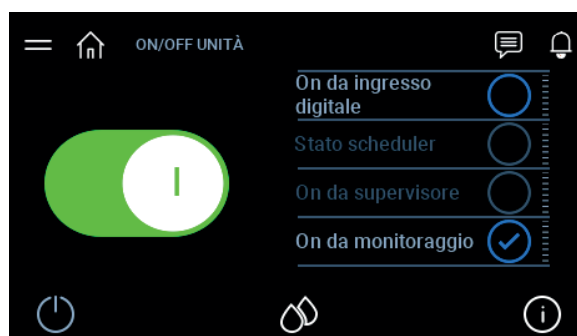 ON/OFF UNITÀ
On da ingresso
digitale
Stato scheduler
On da supervisore
On da monitoraggio